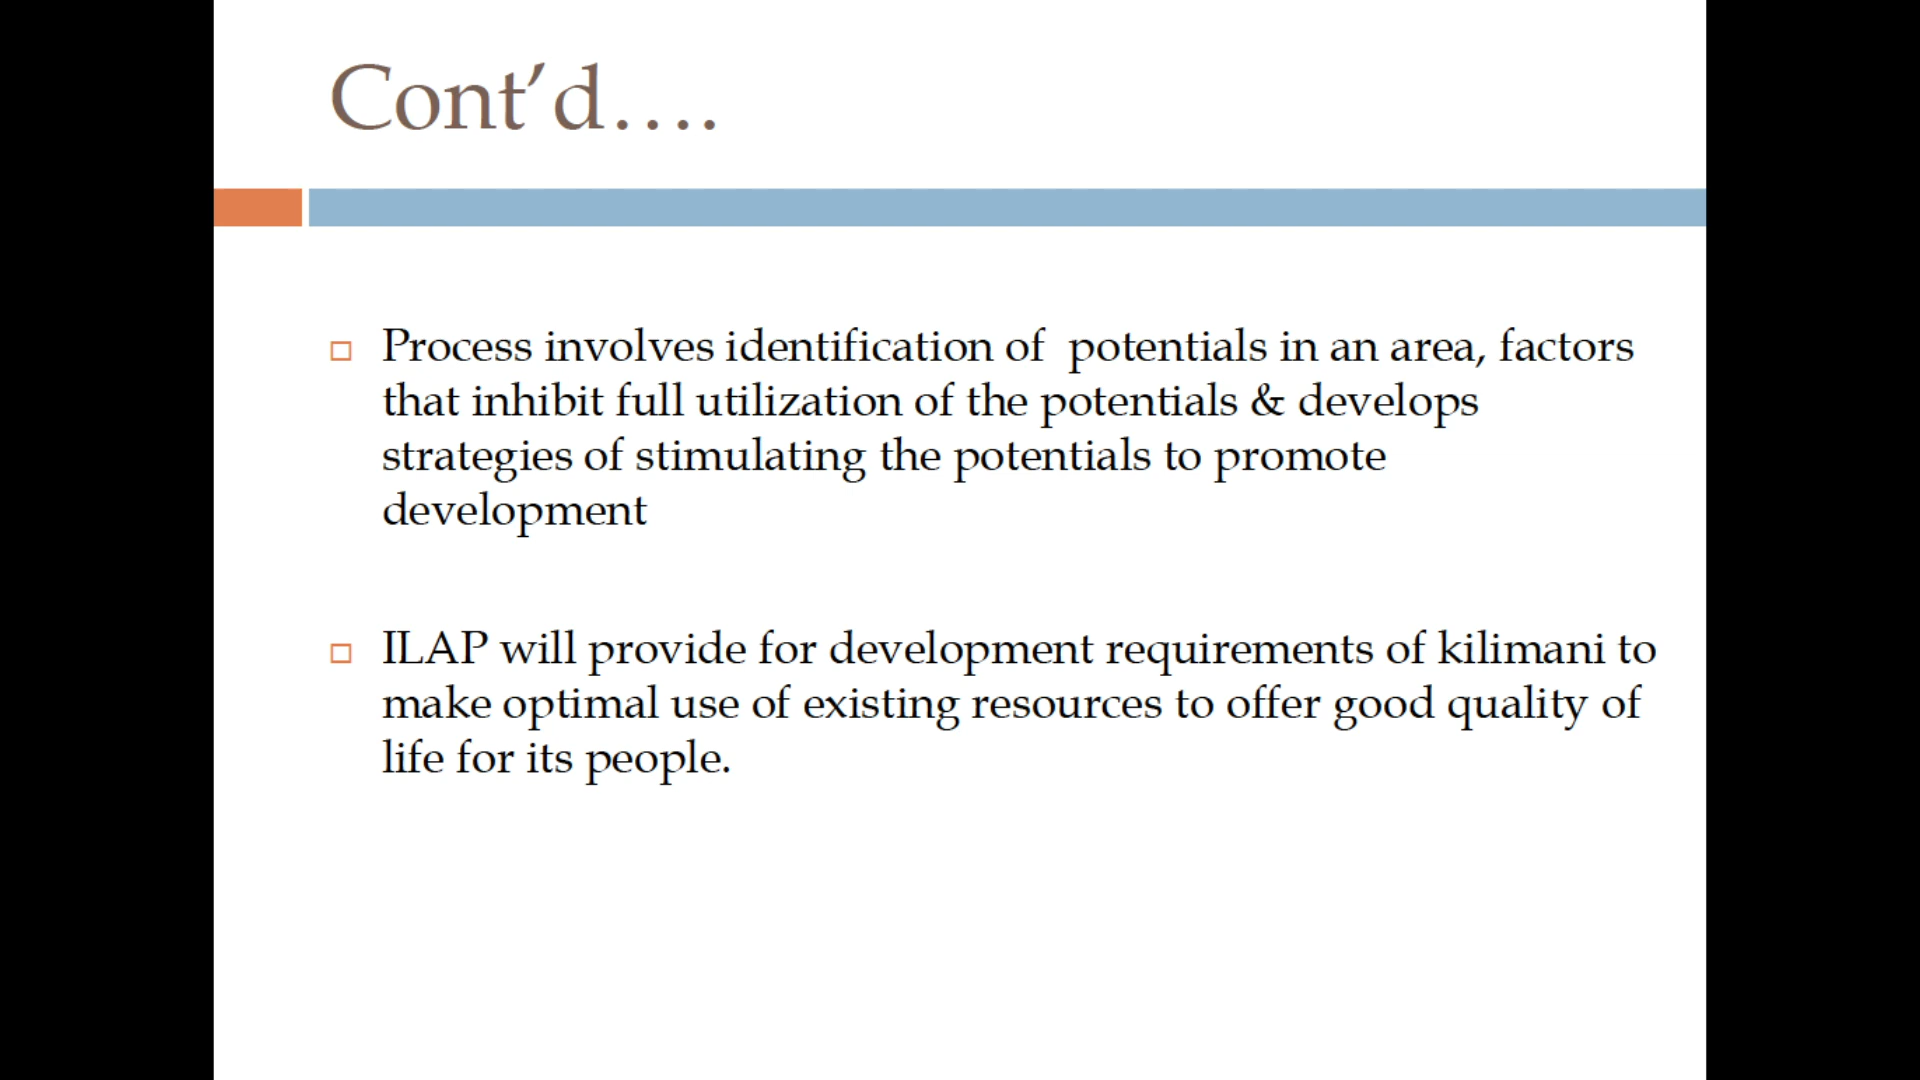 Cont’d....
Process involves identification of potentials in an area, factors
that inhibit full utilization of the potentials & develops
strategies of stimulating the potentials to promote
development
ILAP will provide for development requirements of kilimani to
make optimal use of existing resources to offer good quality of
life for its people.